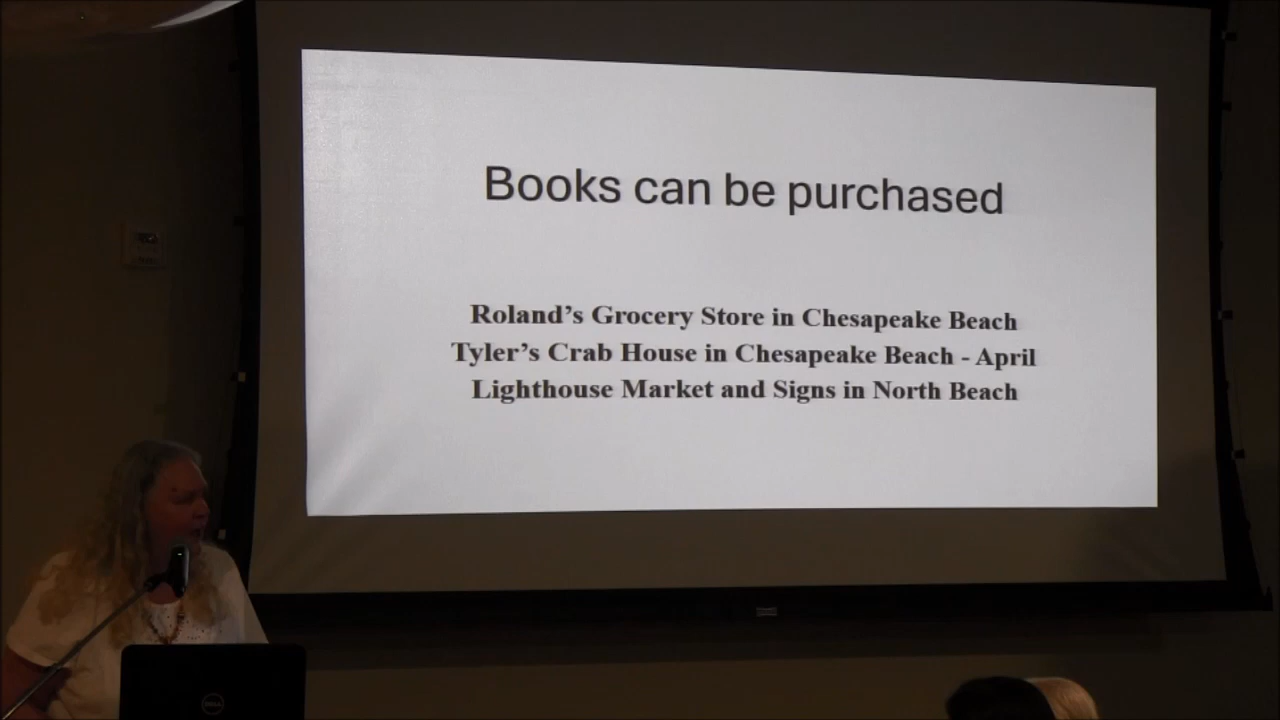 Books can be purchased
Roland’s Grocery Store in Chesapeake Beach
Tyler’s Crab House in Chesapeake Beach - April
Lighthouse Market and Signs in North Beach
DELL